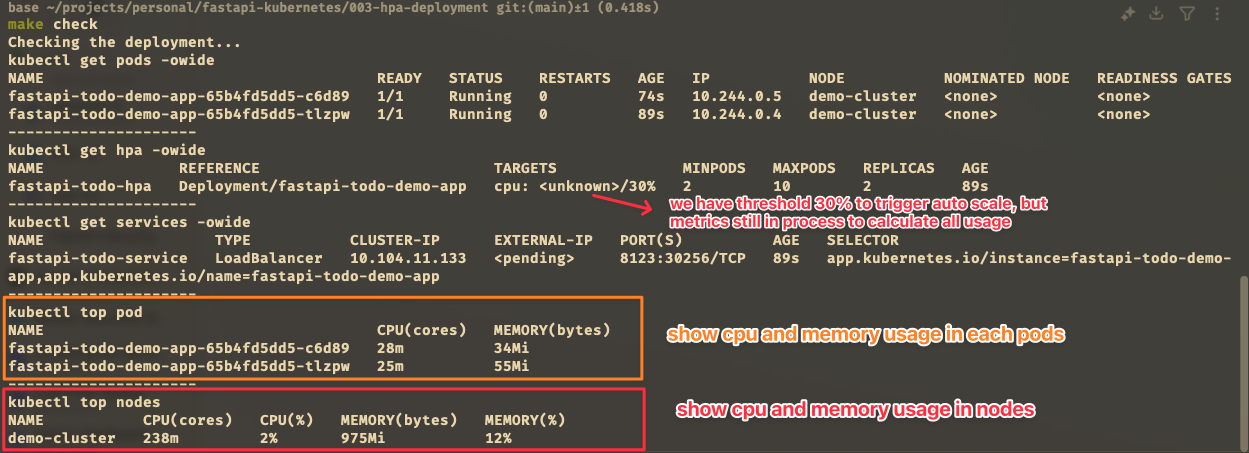 base ~/projects/personal/fastapi-kubernetes/003-hpa-deployment git:(main)±1 (0.418s)
make check
Checking the deployment...
kubectl get pods -owide
NAME READY STATUS RESTARTS AGE IP NODE NOMINATED NODE READINESS GATES
fastapi-todo-demo-app-65b4fd5dd5-c6d89 1/1 Running 0 74s 10.244.0.5 demo-cluster <none> <none>
fastapi-todo-demo-app-65b4fd5dd5-tlzpw 1/1 Running 0 89s 10.244.0.4 demo-cluster <none> <none>
---------------------
kubectl get hpa -owide
NAME REFERENCE TARGETS MINPODS MAXPODS REPLICAS AGE
fastapi-todo-hpa Deployment/fastapi-todo-demo-app cpu: <unknown>/30% 2 10 2 89s
we have threshold 30% to trigger auto scale, but
metrics still in process to calculate all usage
---------------------
kubectl get services -owide
NAME TYPE CLUSTER-IP EXTERNAL-IP PORT(S) AGE SELECTOR
fastapi-todo-service LoadBalancer 10.104.11.133 <pending> 8123:30256/TCP 89s app.kubernetes.io/instance=fastapi-todo-demo-
app,app.kubernetes.io/name=fastapi-todo-demo-app
---------------------
kubectl top pod
NAME CPU(cores) MEMORY(bytes)
fastapi-todo-demo-app-65b4fd5dd5-c6d89 28m 34Mi
fastapi-todo-demo-app-65b4fd5dd5-tlzpw 25m 55Mi
show cpu and memory usage in each pods
---------------------
kubectl top nodes
NAME CPU(cores) CPU(%) MEMORY(bytes) MEMORY(%)
demo-cluster 238m 2% 975Mi 12%
show cpu and memory usage in nodes